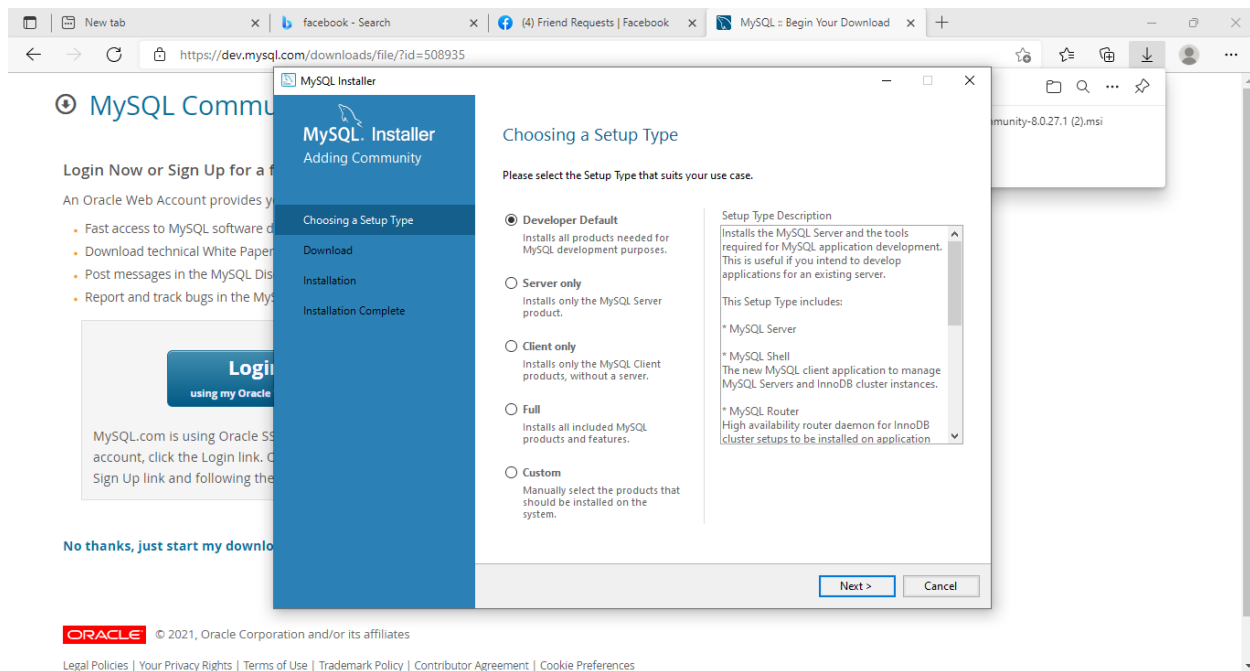 New tab
facebook - Search
(4) Friend Requests | Facebook
MySQL :: Begin Your Download
https://dev.mysql.com/downloads/file/?id=508935
MySQL Commu
Login Now or Sign Up for a f
An Oracle Web Account provides y
Fast access to MySQL software d
Download technical White Paper
Post messages in the MySQL Dis
Report and track bugs in the My
Logi
using my Oracle
MySQL.com is using Oracle SS
account, click the Login link. C
Sign Up link and following the
No thanks, just start my downlo
ORACLE © 2021, Oracle Corporation and/or its affiliates
Legal Policies | Your Privacy Rights | Terms of Use | Trademark Policy | Contributor Agreement | Cookie Preferences
MySQL Installer
MySQL. Installer
Adding Community
Choosing a Setup Type
Download
Installation
Installation Complete
Choosing a Setup Type
Please select the Setup Type that suits your use case.
Developer Default
Installs all products needed for
MySQL development purposes.
Server only
Installs only the MySQL Server
product.
Client only
Installs only the MySQL Client
products, without a server.
Full
Installs all included MySQL
products and features.
Custom
Manually select the products that
should be installed on the
system.
Setup Type Description
Installs the MySQL Server and the tools
required for MySQL application development.
This is useful if you intend to develop
applications for an existing server.
This Setup Type includes:
* MySQL Server
* MySQL Shell
The new MySQL client application to manage
MySQL Servers and InnoDB cluster instances.
* MySQL Router
High availability router daemon for InnoDB
cluster setups to be installed on application
Next >
Cancel
munity-8.0.27.1 (2).msi